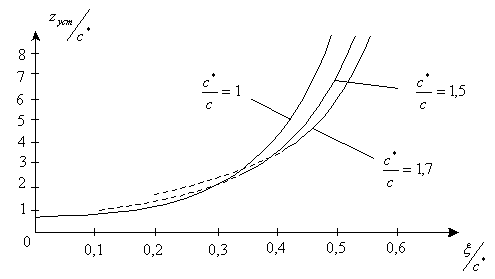 z уст / c*
8
7
6
5
4
3
2
1
0
c*/c = 1
c*/c = 1,5
c*/c = 1,7
0,1 0,2 0,3 0,4 0,5 0,6
ξ/c*